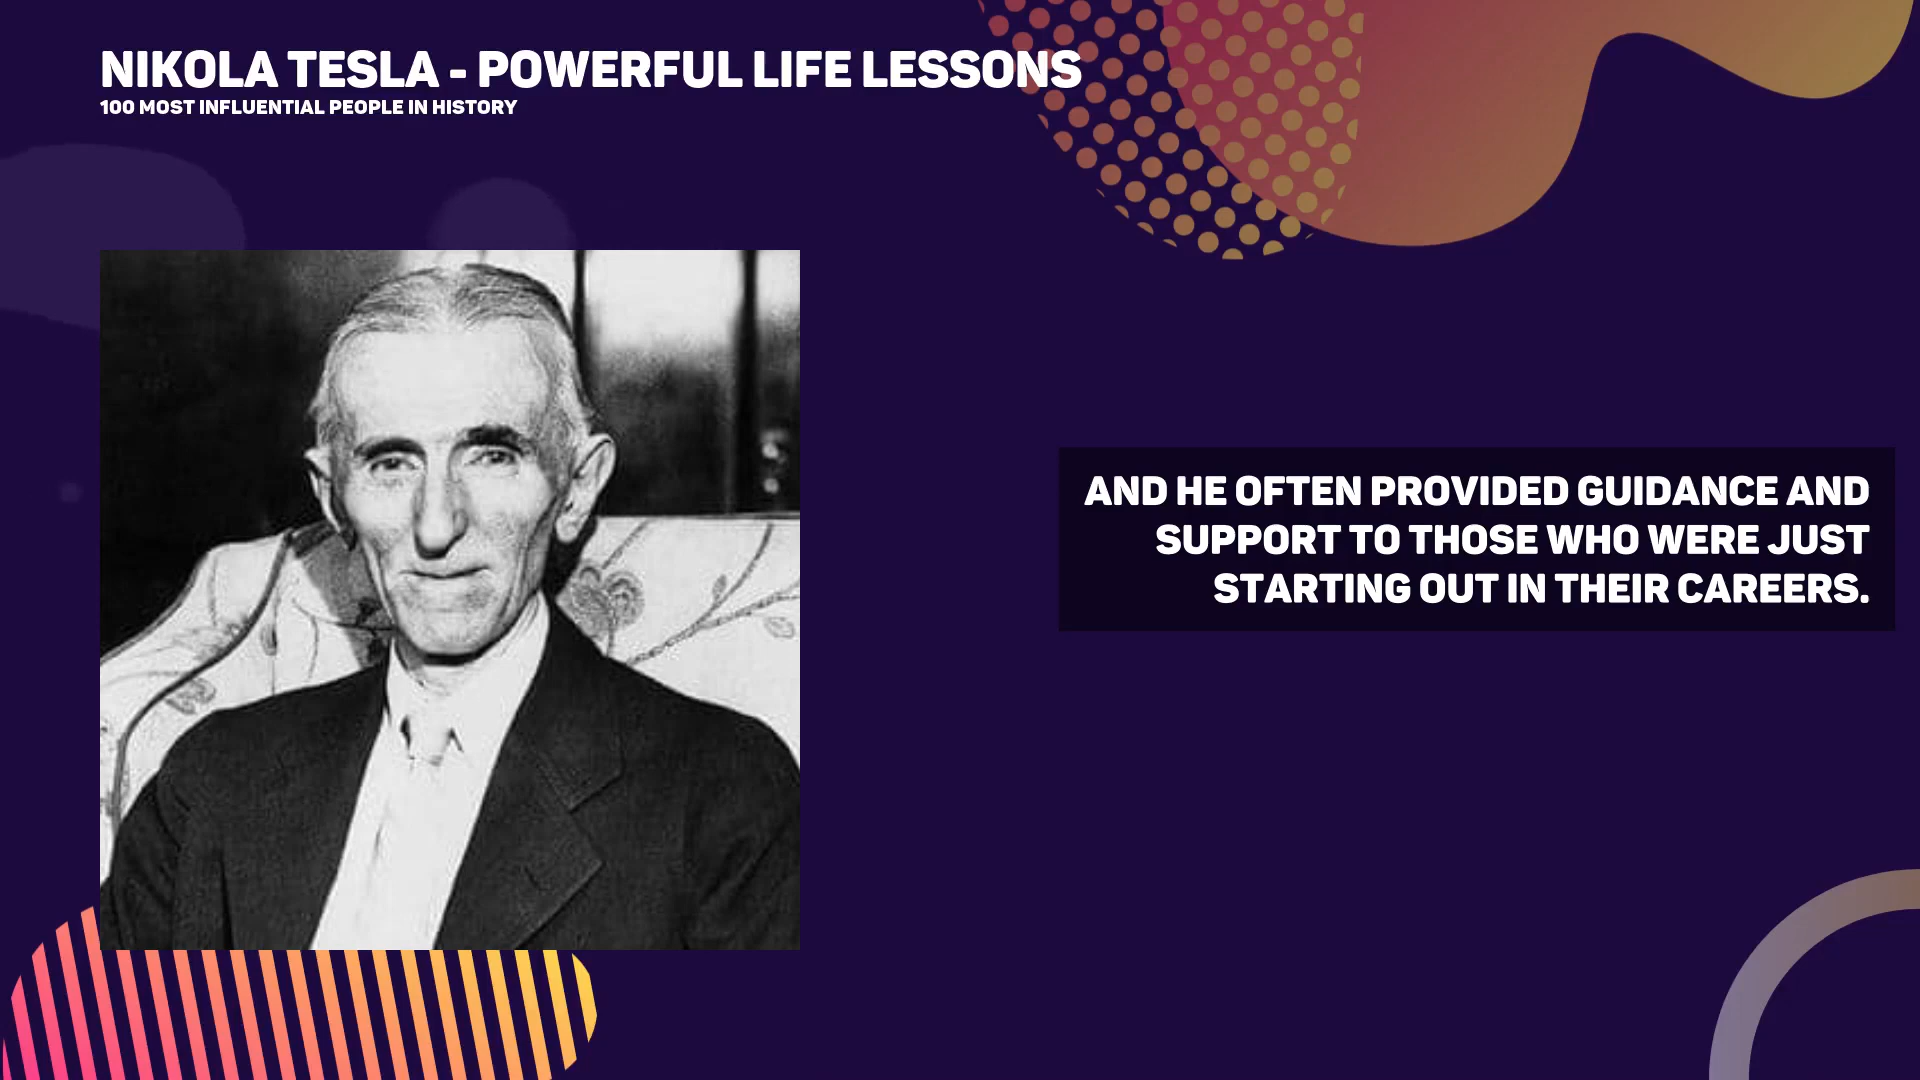 NIKOLA TESLA - POWERFUL LIFE LESSONS
100 MOST INFLUENTIAL PEOPLE IN HISTORY
AND HE OFTEN PROVIDED GUIDANCE AND
SUPPORT TO THOSE WHO WERE JUST
STARTING OUT IN THEIR CAREERS.